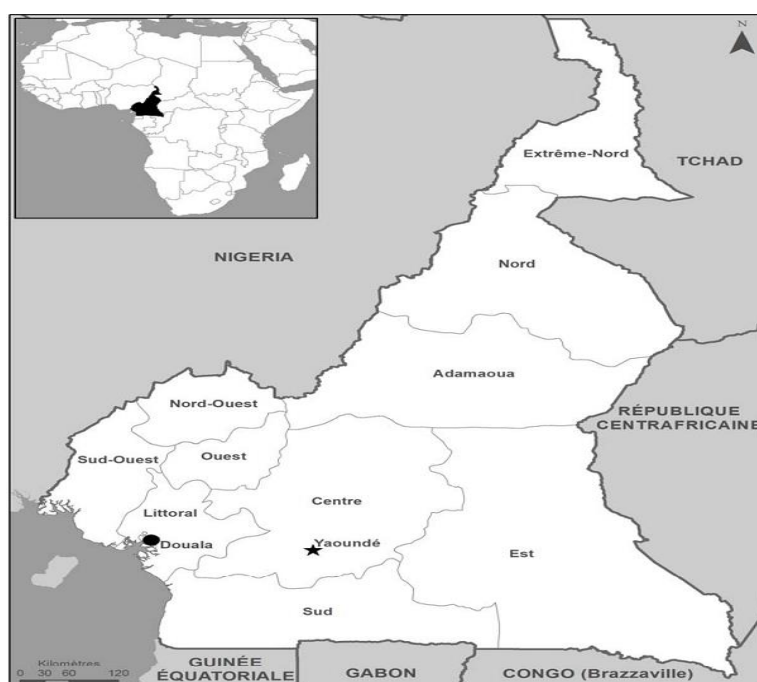 N
Extrême-Nord
TCHAD
NIGERIA
Nord
Adamaoua
Nord-Ouest
RÉPUBLIQUE
CENTRAFRICAINE
Ouest
Sud-Ouest
Centre
Littoral
Douala
Yaoundé
Est
Sud
Kilomètres
0 30 60 120
GUINÉE
ÉQUATORIALE
GABON
CONGO (Brazzaville)